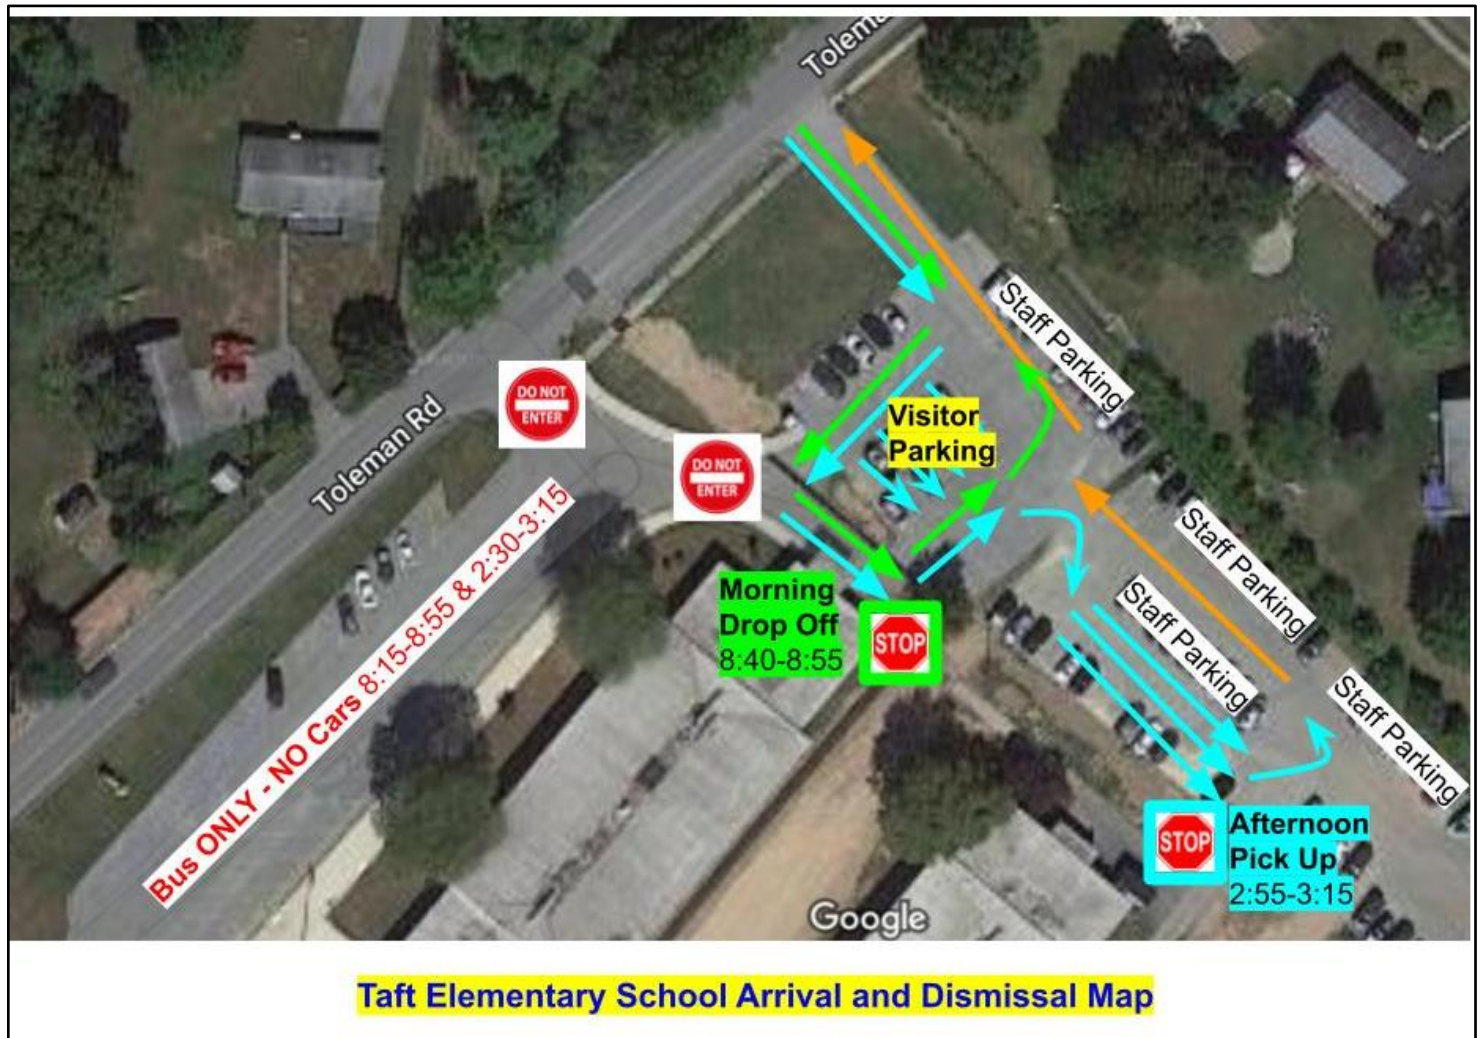 Tolema
Staff Parking
DO NOT
ENTER
Visitor
Parking
Toleman Rd
DO NOT
ENTER
Bus ONLY - NO Cars 8:15-8:55 & 2:30-3:15
Staff Parking
Morning
Drop Off
8:40-8:55
STOP
Staff Parking
Staff Parking
STOP
Afternoon
Pick Up
2:55-3:15
Google
Taft Elementary School Arrival and Dismissal Map